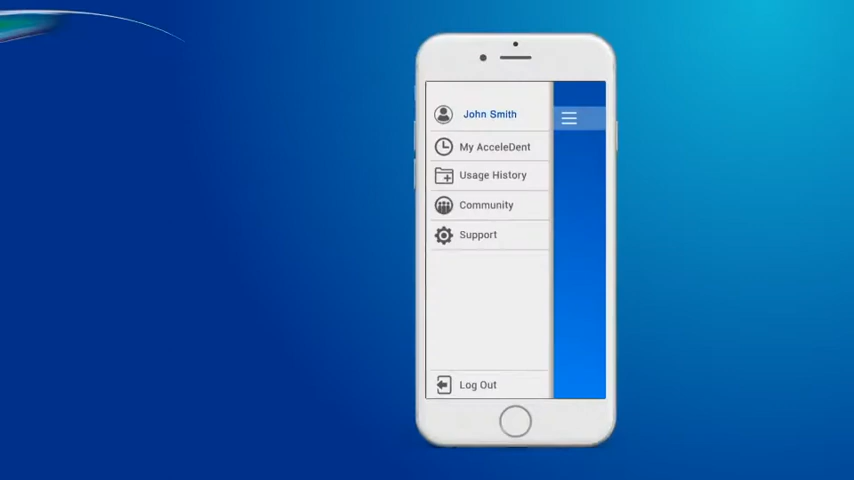 John Smith
My AcceleDent
Usage History
Community
Support
Log Out